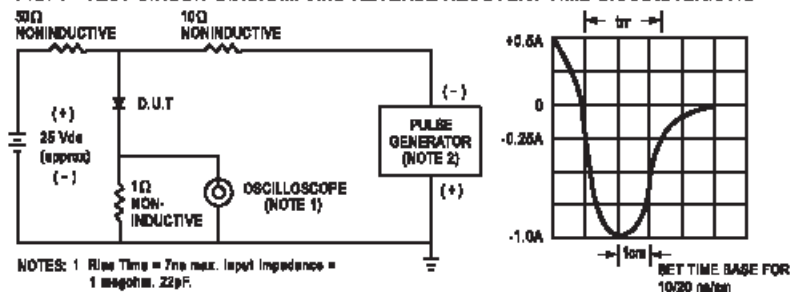 50Ω
NONINDUCTIVE
10Ω
NONINDUCTIVE
D.U.T
(+)
25 Vdc
(approx)
(-)
1Ω
NON-
INDUCTIVE
OSCILLOSCOPE
(NOTE 1)
(-)
PULSE
GENERATOR
(NOTE 2)
(+)
NOTES: 1 Rise Time = 7ns max. Input Impedance =
1 megohm. 22pF.
trr
+0.5A
0
-0.25A
-1.0A
1cm
SET TIME BASE FOR
10/20 ns/cm